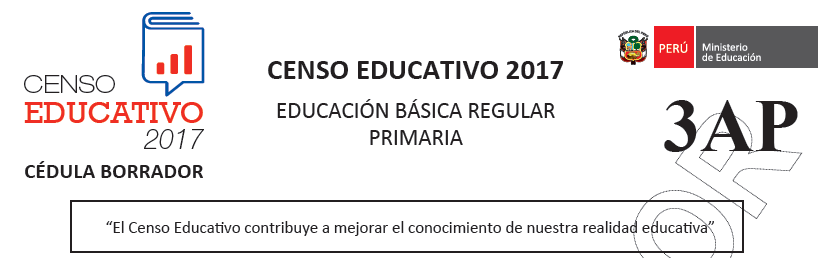 CENSO
EDUCATIVO
2017
CÉDULA BORRADOR
CENSO EDUCATIVO 2017
EDUCACIÓN BÁSICA REGULAR
PRIMARIA
PERÚ
Ministerio
de Educación
3AP
“El Censo Educativo contribuye a mejorar el conocimiento de nuestra realidad educativa”
OR